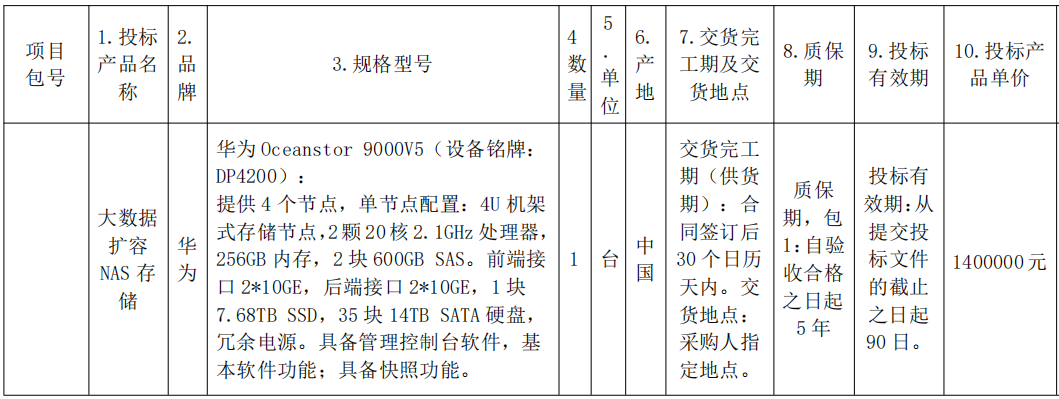 项目
包号
1.投标
产品名
称
2.
品
牌
3.规格型号
4
数
量
5
.
单
位
6.
产
地
7.交货完
工期及交
货地点
8.质保
期
9.投标
有效期
10.投标产
品单价
大数据
扩容
NAS 存
储
华
为
华为 Oceanstor 9000V5（设备铭牌：
DP4200）：
提供 4 个节点，单节点配置：4U 机架
式存储节点，2 颗 20 核 2.1GHz 处理器，
256GB 内存，2 块 600GB SAS。前端接
口 2*10GE，后端接口 2*10GE，1 块
7.68TB SSD，35 块 14TB SATA 硬盘，
冗余电源。具备管理控制台软件，基
本软件功能；具备快照功能。
1
台
中
国
交货完工
期（供货
期）：合
同签订后
30 个日历
天内。交
货地点：
采购人指
定地点。
质保
期，包
1:自验
收合格
之日起
5 年
投标有
效期：从
提交投
标文件
的截止
之日起
90 日。
1400000 元